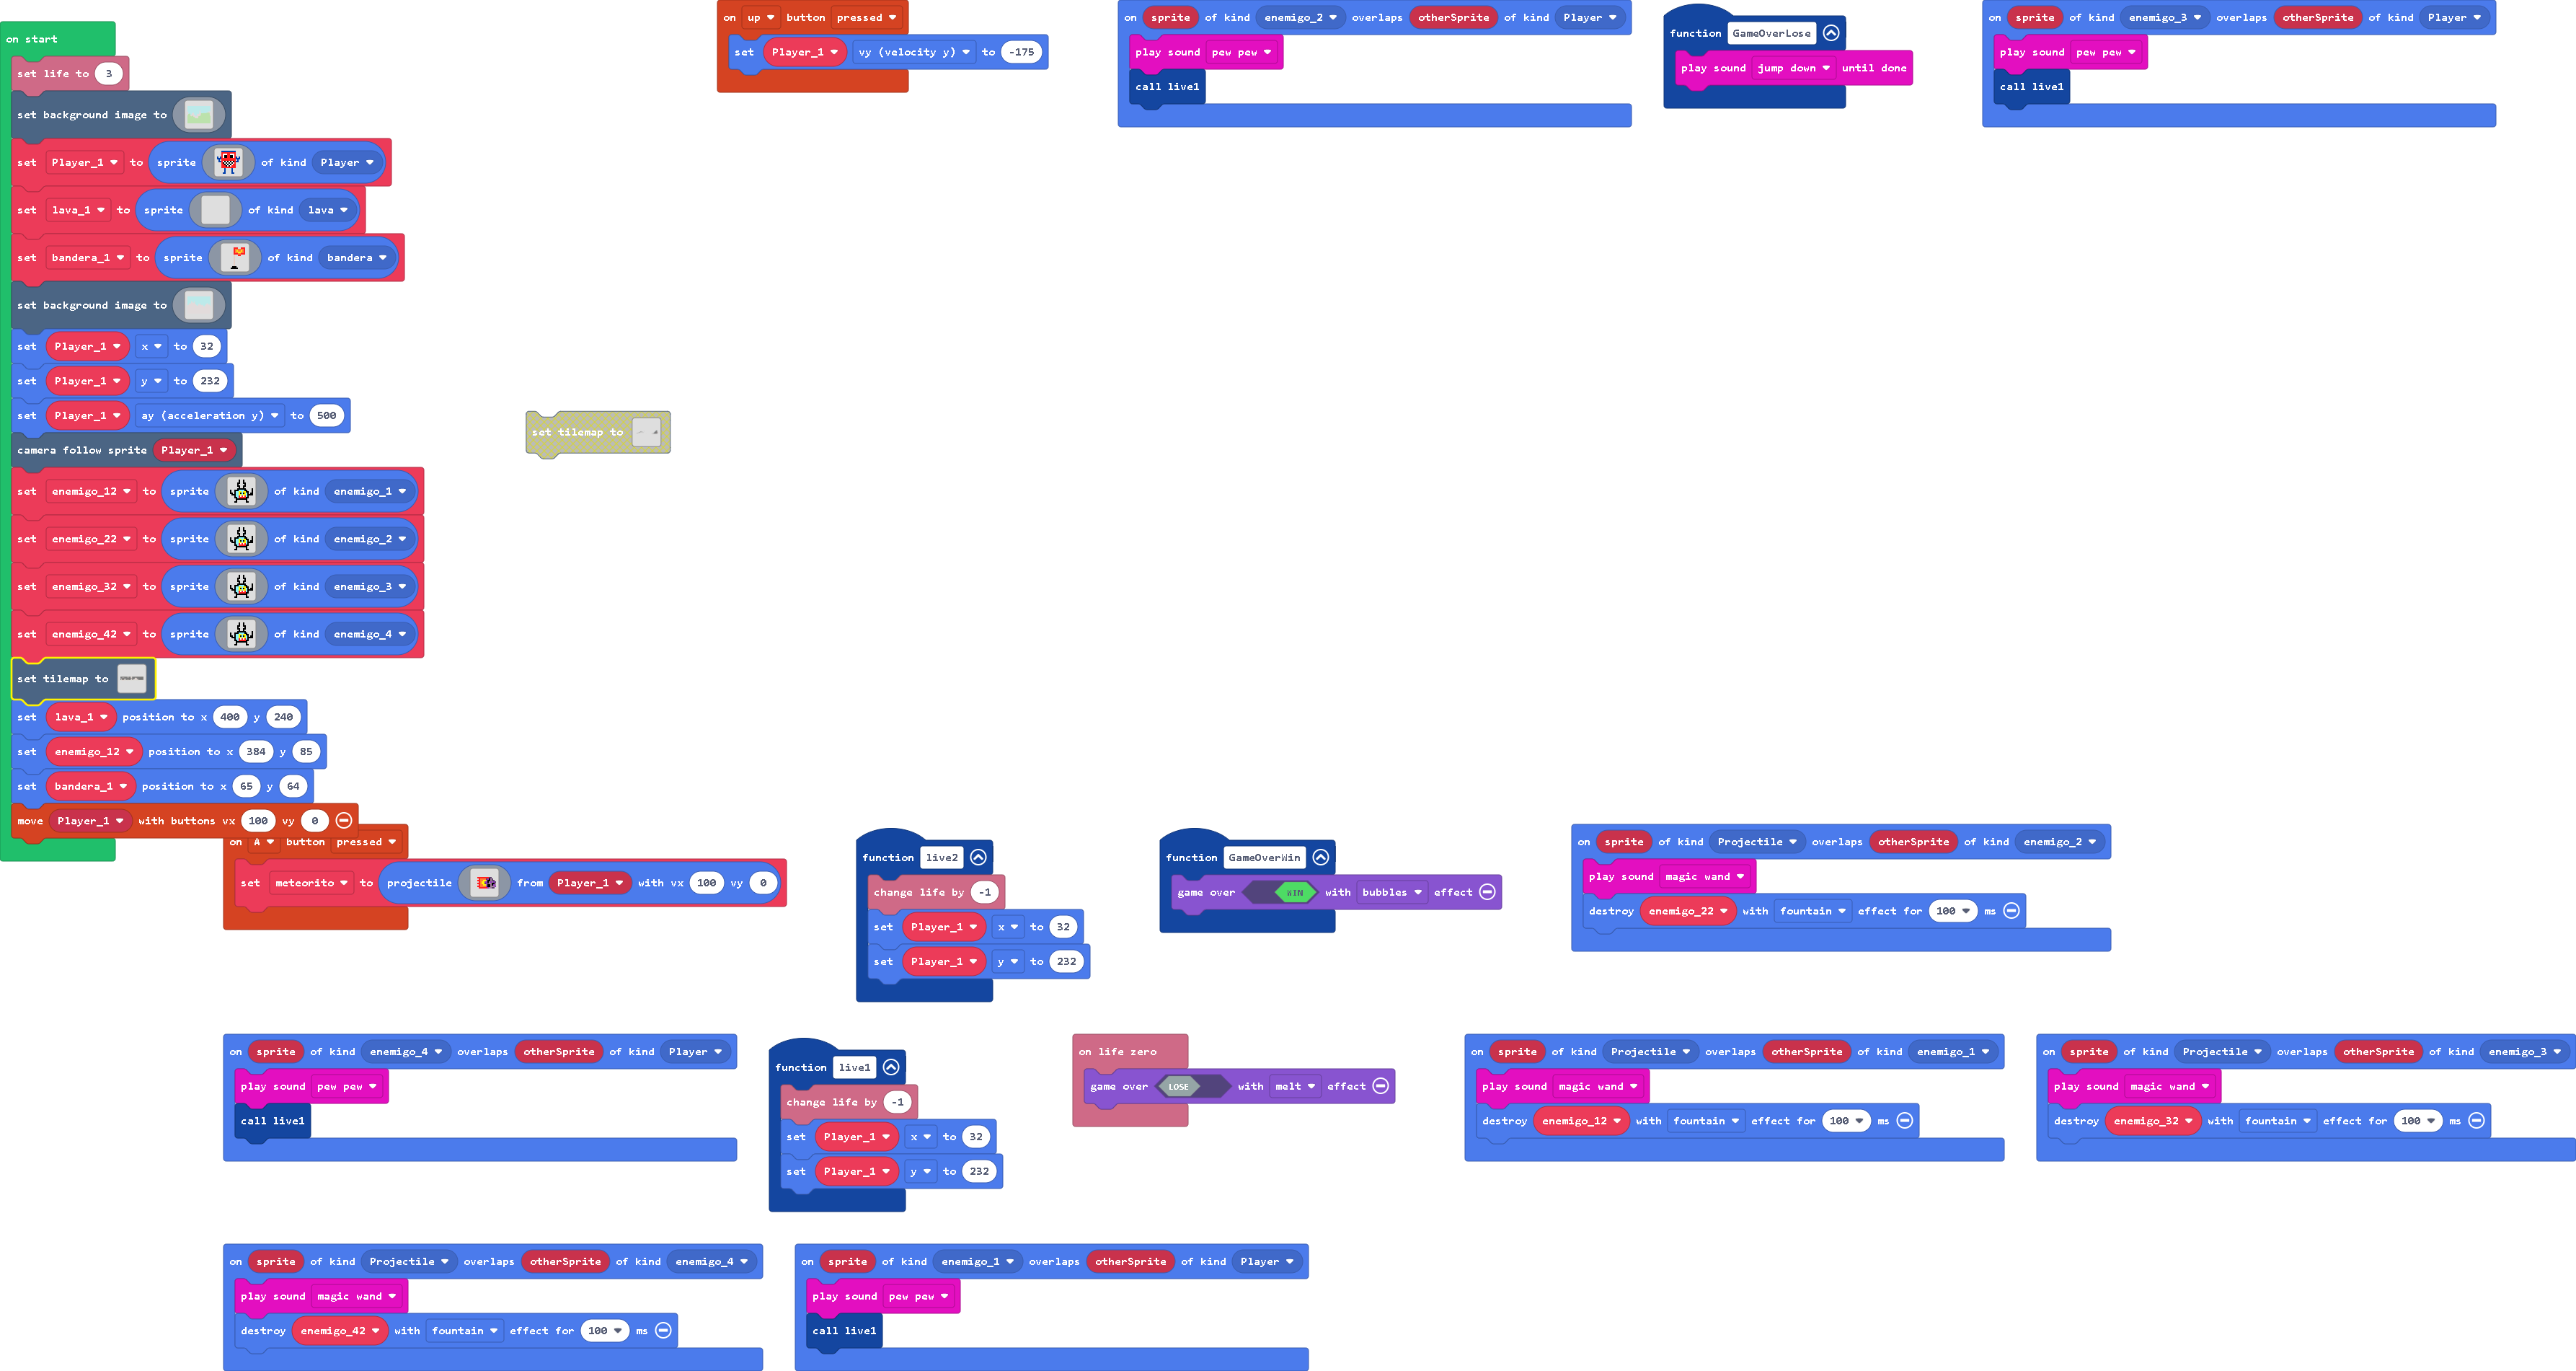 on start
set life to 3
set background image to
set Player_1 to sprite of kind Player
set lava_1 to sprite of kind lava
set bandera_1 to sprite of kind bandera
set background image to
set Player_1 x to 32
set Player_1 y to 232
set Player_1 ay (acceleration y) to 500
camera follow sprite Player_1
set enemigo_12 to sprite of kind enemigo_1
set enemigo_22 to sprite of kind enemigo_2
set enemigo_32 to sprite of kind enemigo_3
set enemigo_42 to sprite of kind enemigo_4
set tilemap to
set lava_1 position to x 400 y 240
set enemigo_12 position to x 384 y 85
set bandera_1 position to x 65 y 64
move Player_1 with buttons vx 100 vy 0
on up button pressed
set Player_1 vy (velocity y) to -175
on sprite of kind enemigo_2 overlaps otherSprite of kind Player
play sound pew pew
call live1
function GameOverLose
play sound jump down until done
on sprite of kind enemigo_3 overlaps otherSprite of kind Player
play sound pew pew
call live1
set tilemap to
on A button pressed
set meteorito to projectile from Player_1 with vx 100 vy 0
function live2
change life by -1
set Player_1 x to 32
set Player_1 y to 232
function GameOverWin
game over WIN with bubbles effect
on sprite of kind Projectile overlaps otherSprite of kind enemigo_2
play sound magic wand
destroy enemigo_22 with fountain effect for 100 ms
on sprite of kind enemigo_4 overlaps otherSprite of kind Player
play sound pew pew
call live1
function live1
change life by -1
set Player_1 x to 32
set Player_1 y to 232
on life zero
game over LOSE with melt effect
on sprite of kind Projectile overlaps otherSprite of kind enemigo_1
play sound magic wand
destroy enemigo_12 with fountain effect for 100 ms
on sprite of kind Projectile overlaps otherSprite of kind enemigo_3
play sound magic wand
destroy enemigo_32 with fountain effect for 100 ms
on sprite of kind Projectile overlaps otherSprite of kind enemigo_4
play sound magic wand
destroy enemigo_42 with fountain effect for 100 ms
on sprite of kind enemigo_1 overlaps otherSprite of kind Player
play sound pew pew
call live1